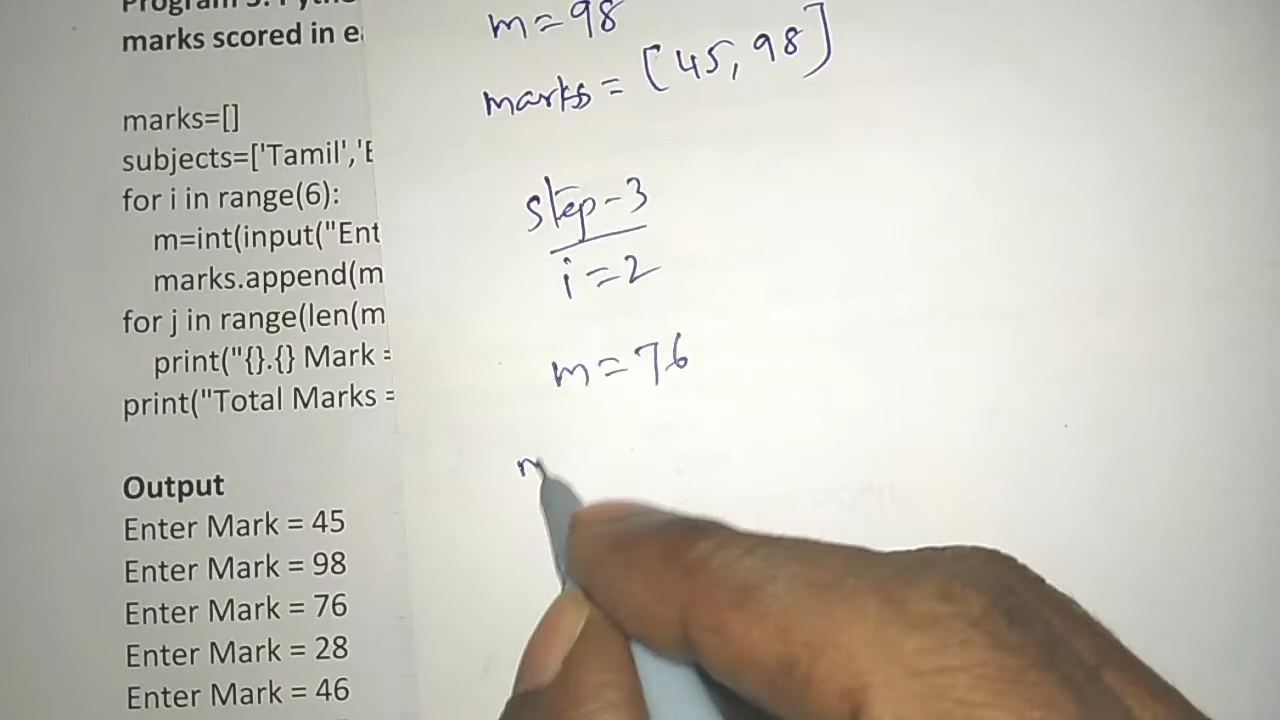 marks scored in e
marks=[]
subjects=['Tamil','E
for i in range(6):
m=int(input("Ent
marks.append(m
for j in range(len(m
print("{}.{} Mark =
print("Total Marks =
Output
Enter Mark = 45
Enter Mark = 98
Enter Mark = 76
Enter Mark = 28
Enter Mark = 46
m=98
marks = [45, 98]
Step-3
i=2
m=76
m